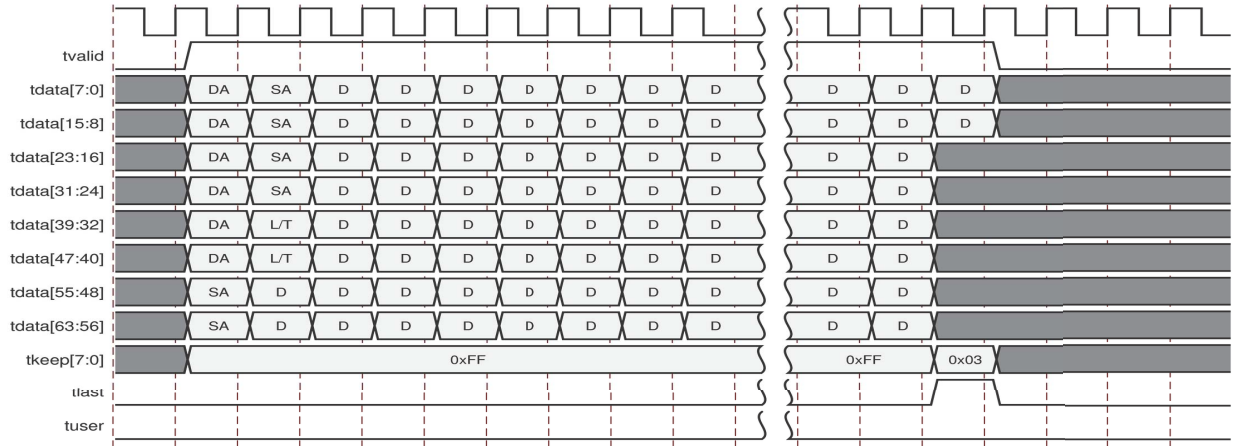 tvalid
tdata[7:0] DA SA D D D D D D D D D D
tdata[15:8] DA SA D D D D D D D D D D
tdata[23:16] DA SA D D D D D D D D D
tdata[31:24] DA SA D D D D D D D D D
tdata[39:32] DA L/T D D D D D D D D D
tdata[47:40] DA L/T D D D D D D D D D
tdata[55:48] SA D D D D D D D D D D
tdata[63:56] SA D D D D D D D D D D
tkeep[7:0] 0xFF 0xFF 0x03
tlast
tuser